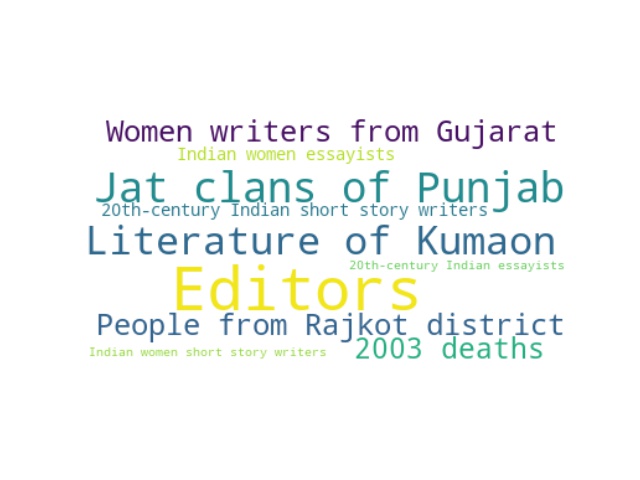 Women writers from Gujarat
Indian women essayists
Jat clans of Punjab
20th-century Indian short story writers
Literature of Kumaon
20th-century Indian essayists
Editors
People from Rajkot district
Indian women short story writers
2003 deaths